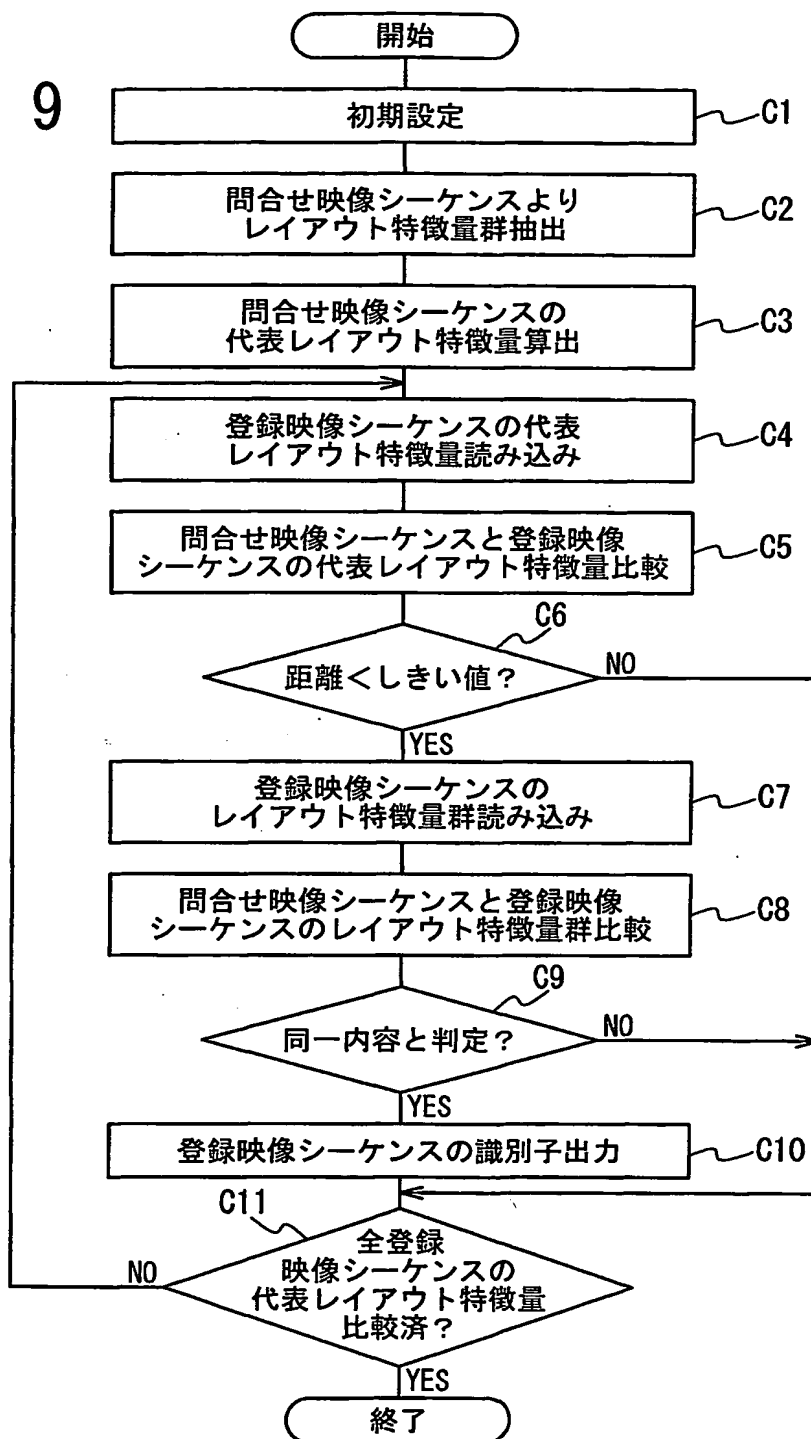 開始
9
初期設定
C1
問合せ映像シーケンスより
レイアウト特徴量群抽出
C2
問合せ映像シーケンスの
代表レイアウト特徴量算出
C3
登録映像シーケンスの代表
レイアウト特徴量読み込み
C4
問合せ映像シーケンスと登録映像
シーケンスの代表レイアウト特徴量比較
C5
C6
距離<しきい値?
NO
YES
登録映像シーケンスの
レイアウト特徴量群読み込み
C7
問合せ映像シーケンスと登録映像
シーケンスのレイアウト特徴量群比較
C8
C9
同一内容と判定?
NO
YES
登録映像シーケンスの識別子出力
C10
C11
全登録
映像シーケンスの
代表レイアウト特徴量
比較済?
NO
YES
終了